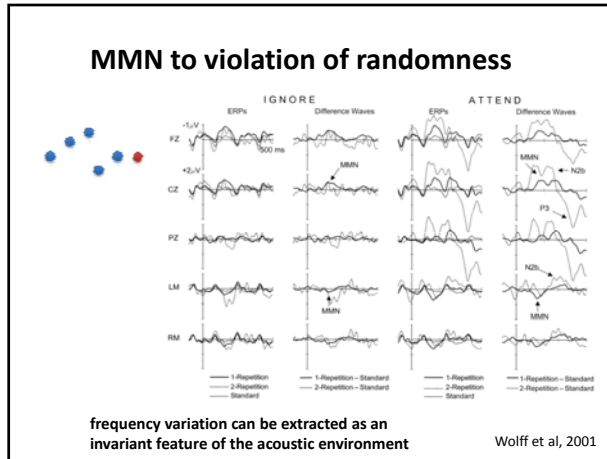 MMN to violation of randomness
IGNORE
ATTEND
ERPs
Difference Waves
ERPs
Difference Waves
-1μV
FZ
500 ms
MMN
MMN
N2b
+2μV
CZ
P3
PZ
N2b
LM
MMN
MMN
RM
1-Repetition
2-Repetition
Standard
1-Repetition – Standard
2-Repetition – Standard
1-Repetition
2-Repetition
Standard
1-Repetition – Standard
2-Repetition – Standard
frequency variation can be extracted as an
invariant feature of the acoustic environment
Wolff et al, 2001